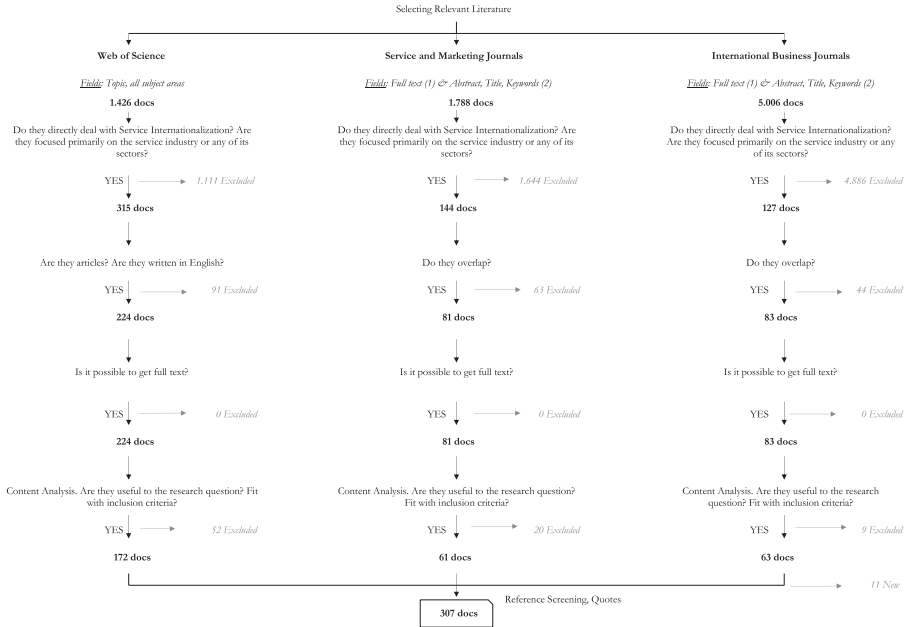 Selecting Relevant Literature
Web of Science
Service and Marketing Journals
International Business Journals
Fields: Topic, all subject areas
Fields: Full text (1) & Abstract, Title, Keywords (2)
Fields: Full text (1) & Abstract, Title, Keywords (2)
1.426 docs
1.788 docs
5.006 docs
Do they directly deal with Service Internationalization? Are
they focused primarily on the service industry or any of its
sectors?
Do they directly deal with Service Internationalization? Are
they focused primarily on the service industry or any of its
sectors?
Do they directly deal with Service Internationalization?
Are they focused primarily on the service industry or any
of its sectors?
YES
1.111 Excluded
YES
1.644 Excluded
YES
4.886 Excluded
315 docs
144 docs
127 docs
Are they articles? Are they written in English?
Do they overlap?
Do they overlap?
YES
91 Excluded
YES
63 Excluded
YES
44 Excluded
224 docs
81 docs
83 docs
Is it possible to get full text?
Is it possible to get full text?
Is it possible to get full text?
YES
0 Excluded
YES
0 Excluded
YES
0 Excluded
224 docs
81 docs
83 docs
Content Analysis. Are they useful to the research question? Fit
with inclusion criteria?
Content Analysis. Are they useful to the research question?
Fit with inclusion criteria?
Content Analysis. Are they useful to the research
question? Fit with inclusion criteria?
YES
52 Excluded
YES
20 Excluded
YES
9 Excluded
172 docs
61 docs
63 docs
11 New
Reference Screening, Quotes
307 docs